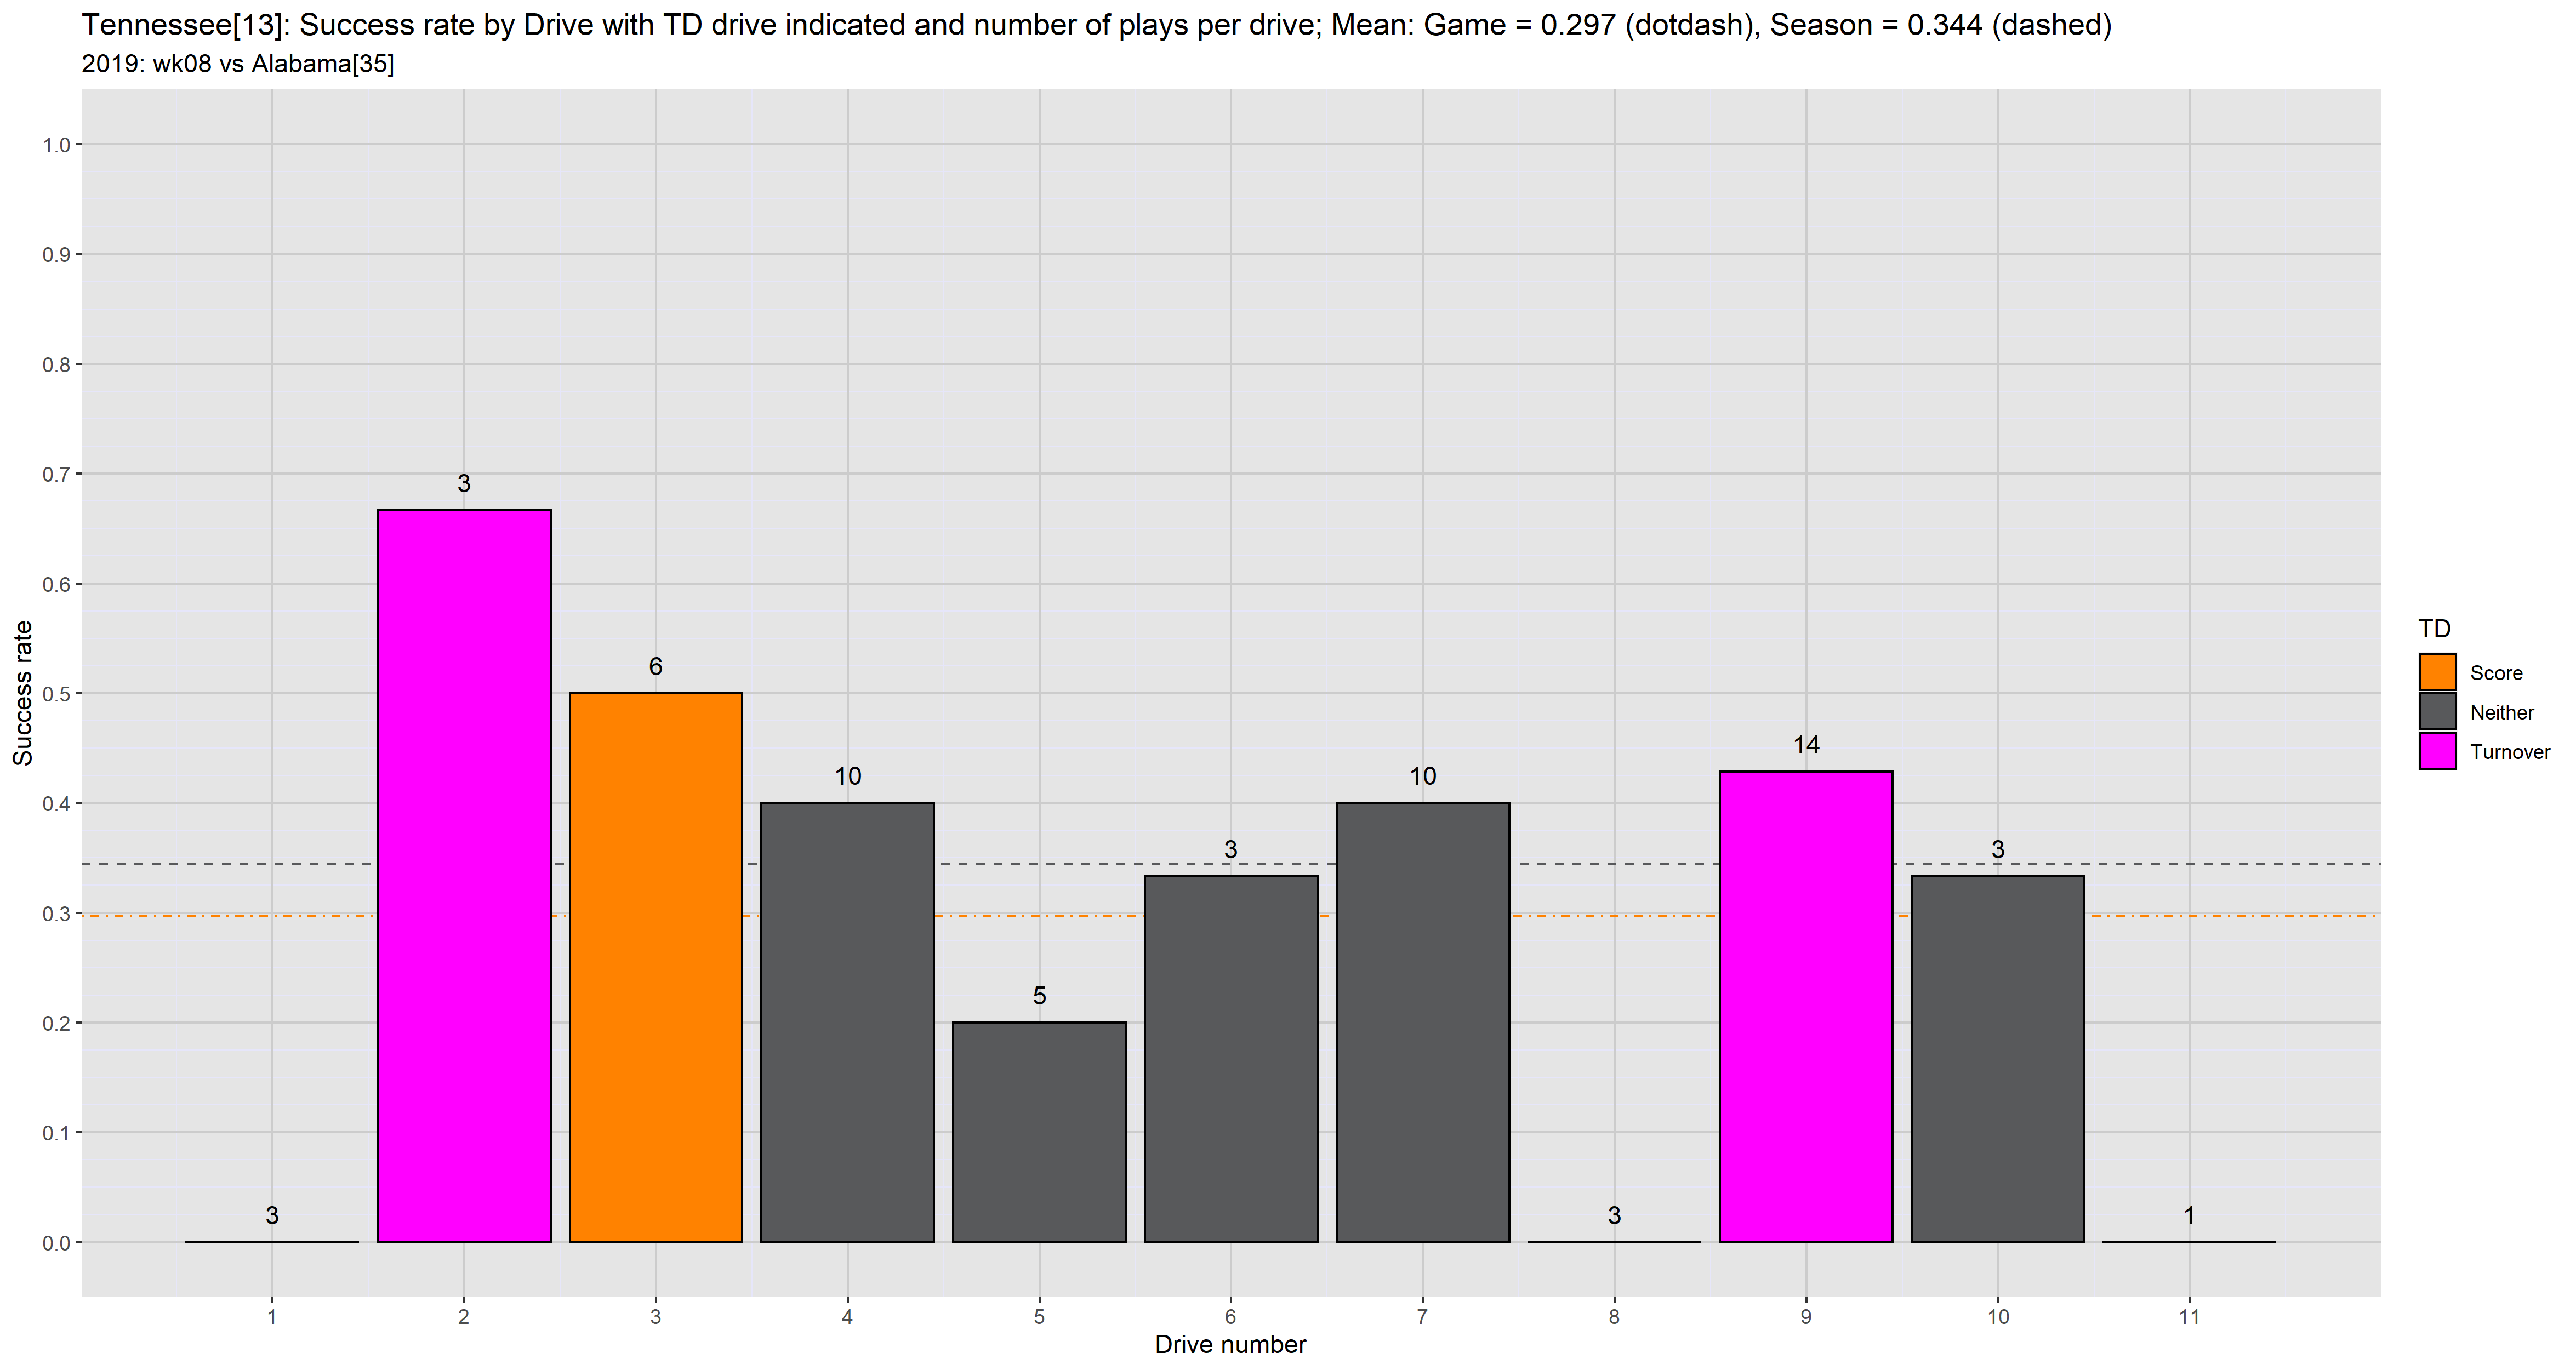 Tennessee[13]: Success rate by Drive with TD drive indicated and number of plays per drive; Mean: Game = 0.297 (dotdash), Season = 0.344 (dashed)
2019: wk08 vs Alabama[35]
1.0
0.9
0.8
0.7
0.6
0.5
0.4
0.3
0.2
0.1
0.0
Success rate
3
3
6
10
5
3
10
3
14
3
1
1 2 3 4 5 6 7 8 9 10 11
Drive number
TD
Score
Neither
Turnover